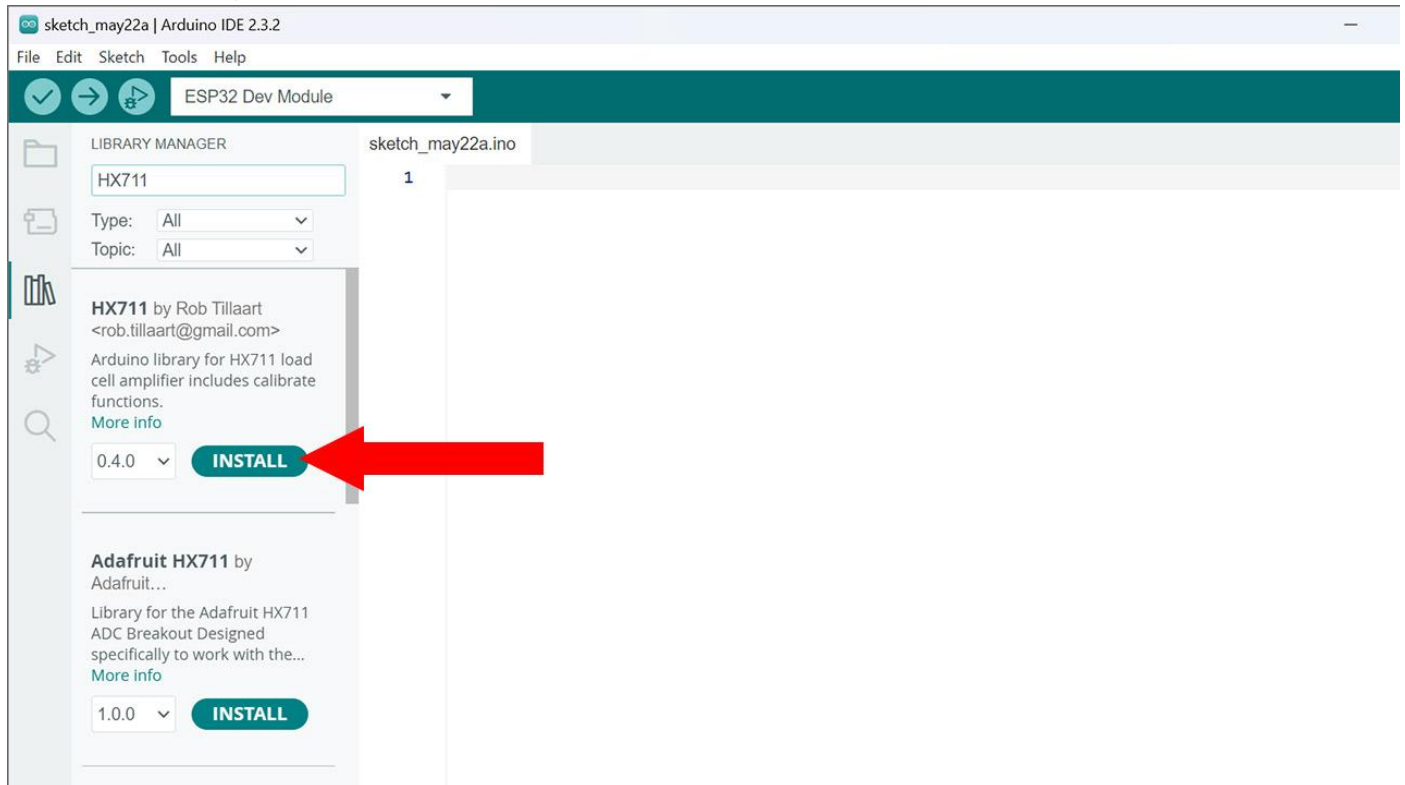 sketch_may22a | Arduino IDE 2.3.2
File Edit Sketch Tools Help
ESP32 Dev Module
LIBRARY MANAGER
HX711
Type: All
Topic: All
HX711 by Rob Tillaart
<rob.tillaart@gmail.com>
Arduino library for HX711 load
cell amplifier includes calibrate
functions.
More info
0.4.0 INSTALL
Adafruit HX711 by
Adafruit…
Library for the Adafruit HX711
ADC Breakout Designed
specifically to work with the...
More info
1.0.0 INSTALL
sketch_may22a.ino
1